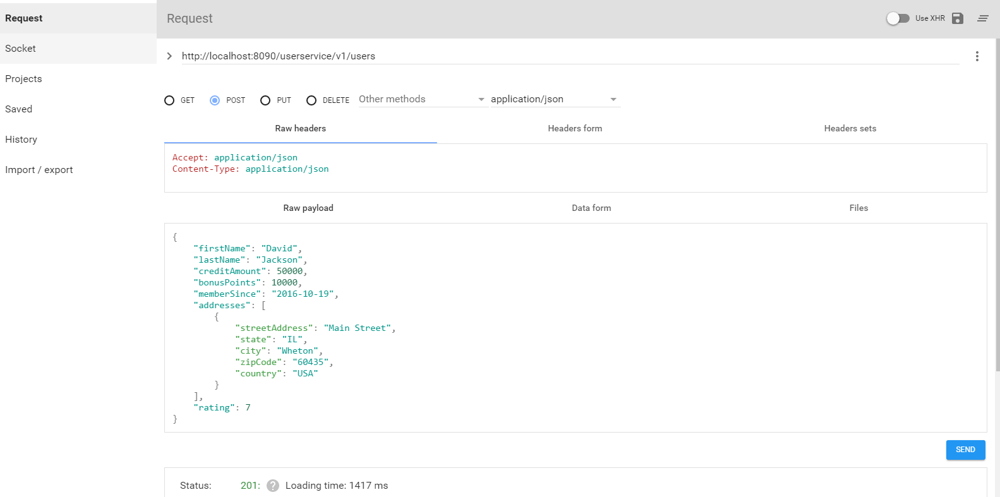 Request
Socket
Projects
Saved
History
Import / export
Request
Use XHR
http://localhost:8090/userservice/v1/users
GET POST PUT DELETE Other methods application/json
Raw headers Headers form Headers sets
Accept: application/json
Content-Type: application/json
Raw payload Data form Files
{
    "firstName": "David",
    "lastName": "Jackson",
    "creditAmount": 50000,
    "bonusPoints": 10000,
    "memberSince": "2016-10-19",
    "addresses": [
        {
            "streetAddress": "Main Street",
            "state": "IL",
            "city": "Wheton",
            "zipCode": "60435",
            "country": "USA"
        }
    ],
    "rating": 7
}
SEND
Status: 201: ? Loading time: 1417 ms